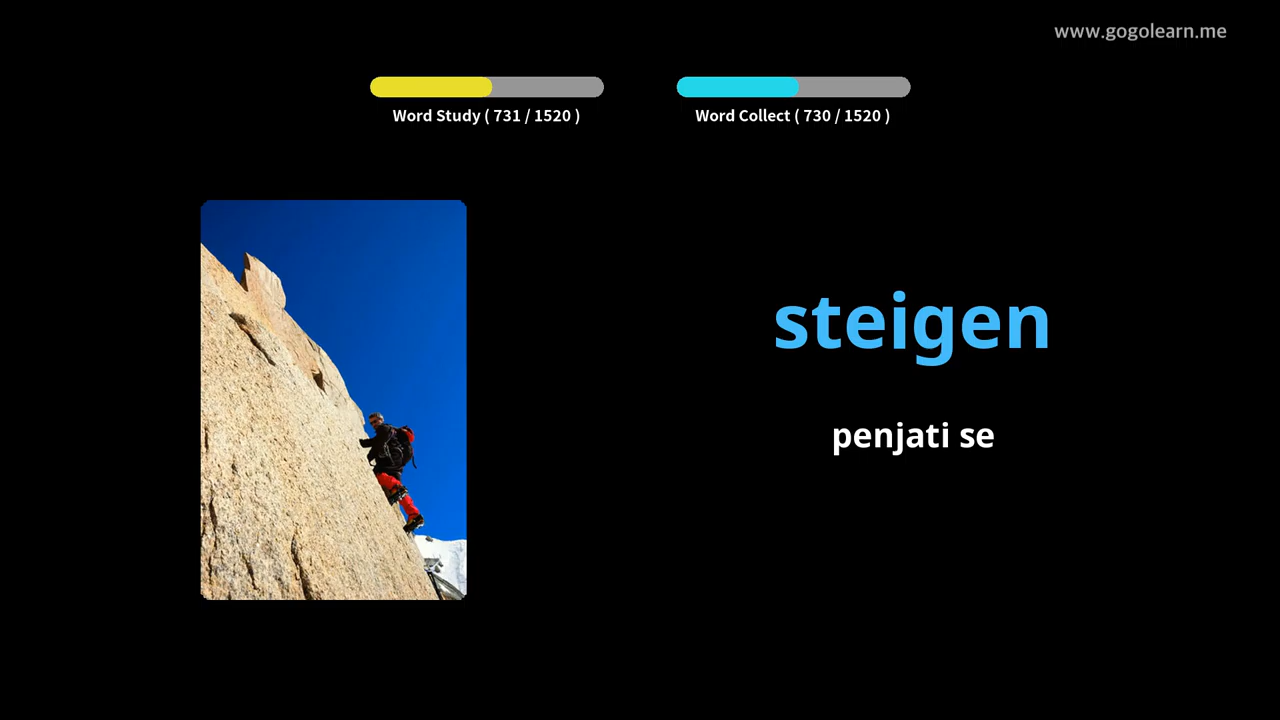 www.gogolearn.me
Word Study ( 731 / 1520 )
Word Collect ( 730 / 1520 )
steigen
penjati se